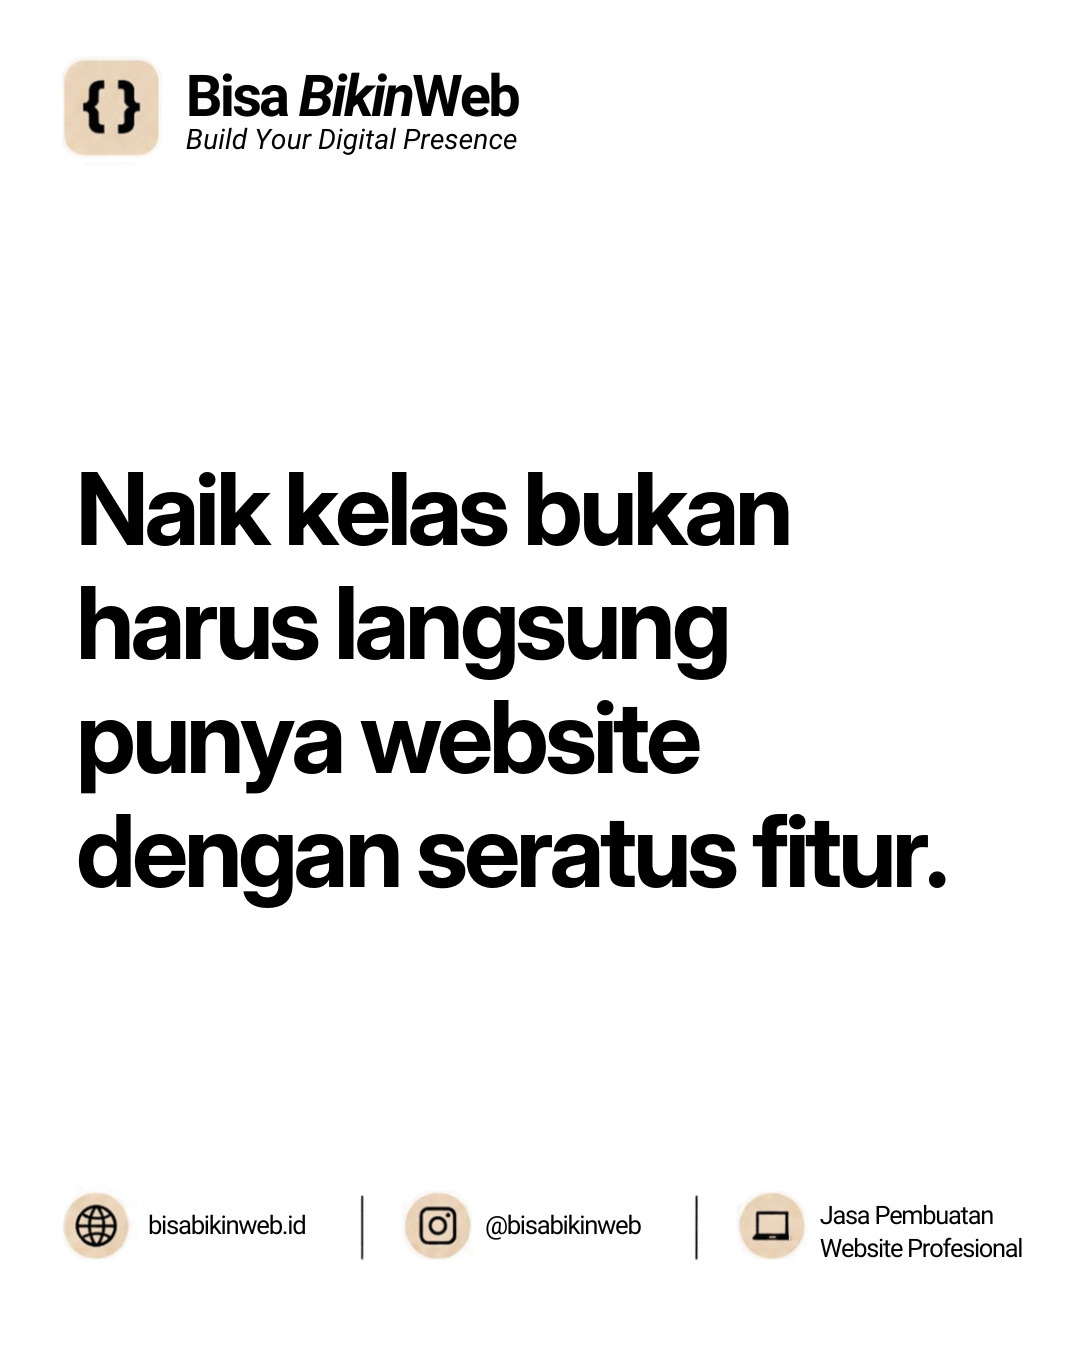 { }
Bisa BikinWeb
Build Your Digital Presence
Naik kelas bukan
harus langsung
punya website
dengan seratus fitur.
bisabikinweb.id
@bisabikinweb
Jasa Pembuatan
Website Profesional